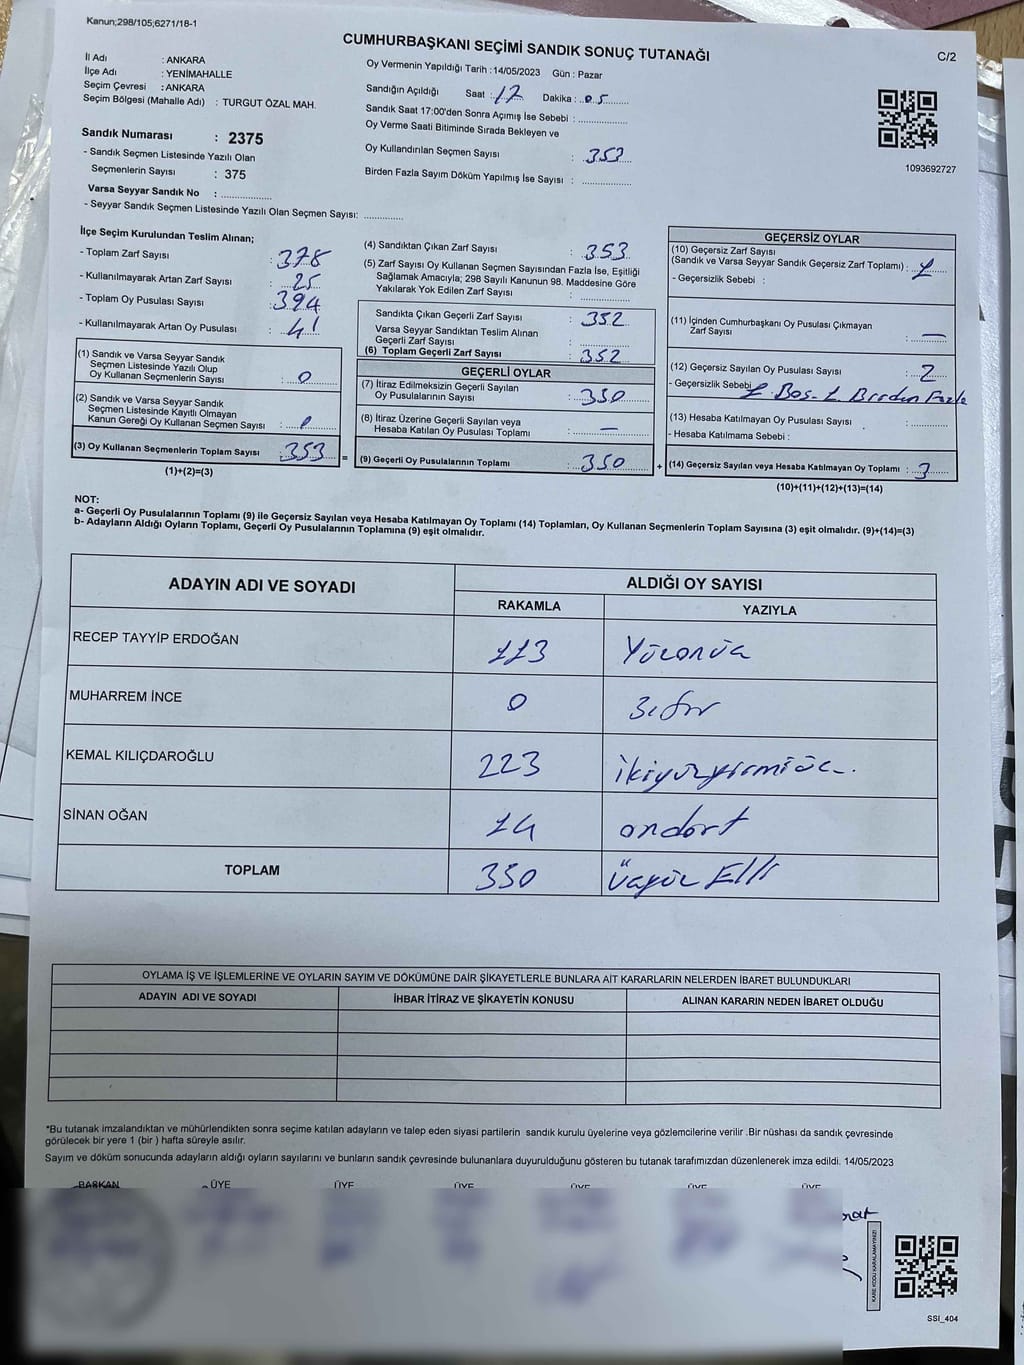 Kanun;298/105;6271/18-1
CUMHURBAŞKANI SEÇİMİ SANDIK SONUÇ TUTANAĞI
C/2
İl Adı : ANKARA
İlçe Adı : YENİMAHALLE
Seçim Çevresi : ANKARA
Seçim Bölgesi (Mahalle Adı) : TURGUT ÖZAL MAH.
Oy Vermenin Yapıldığı Tarih :14/05/2023 Gün : Pazar
Sandığın Açıldığı Saat : 17 Dakika : 05
Sandık Saat 17:00'den Sonra Açımış İse Sebebi :
Oy Verme Saati Bitiminde Sırada Bekleyen ve
Oy Kullandırılan Seçmen Sayısı : 353
Birden Fazla Sayım Döküm Yapılmış İse Sayısı :
1093692727
Sandık Numarası : 2375
- Sandık Seçmen Listesinde Yazılı Olan
Seçmenlerin Sayısı : 375
Varsa Seyyar Sandık No :
- Seyyar Sandık Seçmen Listesinde Yazılı Olan Seçmen Sayısı:
İlçe Seçim Kurulundan Teslim Alınan;
- Toplam Zarf Sayısı : 378
- Kullanılmayarak Artan Zarf Sayısı : 25
- Toplam Oy Pusulası Sayısı : 394
- Kullanılmayarak Artan Oy Pusulası : 41
(1) Sandık ve Varsa Seyyar Sandık
Seçmen Listesinde Yazılı Olup
Oy Kullanan Seçmenlerin Sayısı : 0
(2) Sandık ve Varsa Seyyar Sandık
Seçmen Listesinde Kayıtlı Olmayan
Kanun Gereği Oy Kullanan Seçmen Sayısı : 0
(3) Oy Kullanan Seçmenlerin Toplam Sayısı : 353
(1)+(2)=(3)
=
(4) Sandıktan Çıkan Zarf Sayısı : 353
(5) Zarf Sayısı Oy Kullanan Seçmen Sayısından Fazla İse, Eşitliği
Sağlamak Amacıyla; 298 Sayılı Kanunun 98. Maddesine Göre
Yakılarak Yok Edilen Zarf Sayısı :
Sandıkta Çıkan Geçerli Zarf Sayısı : 352
Varsa Seyyar Sandıktan Teslim Alınan
Geçerli Zarf Sayısı :
(6) Toplam Geçerli Zarf Sayısı : 352
GEÇERLİ OYLAR
(7) İtiraz Edilmeksizin Geçerli Sayılan
Oy Pusulalarının Sayısı : 350
(8) İtiraz Üzerine Geçerli Sayılan veya
Hesaba Katılan Oy Pusulası Toplamı : —
(9) Geçerli Oy Pusulalarının Toplamı : 350
+
GEÇERSİZ OYLAR
(10) Geçersiz Zarf Sayısı
(Sandık ve Varsa Seyyar Sandık Geçersiz Zarf Toplamı) : 1
- Geçersizlik Sebebi :
(11) İçinden Cumhurbaşkanı Oy Pusulası Çıkmayan
Zarf Sayısı : —
(12) Geçersiz Sayılan Oy Pusulası Sayısı : 2
- Geçersizlik Sebebi 1 Boş - 1 Birden Fazla
(13) Hesaba Katılmayan Oy Pusulası Sayısı :
- Hesaba Katılmama Sebebi :
(14) Geçersiz Sayılan veya Hesaba Katılmayan Oy Toplamı : 3
(10)+(11)+(12)+(13)=(14)
NOT:
a- Geçerli Oy Pusulalarının Toplamı (9) ile Geçersiz Sayılan veya Hesaba Katılmayan Oy Toplamı (14) Toplamları, Oy Kullanan Seçmenlerin Toplam Sayısına (3) eşit olmalıdır. (9)+(14)=(3)
b- Adayların Aldığı Oyların Toplamı, Geçerli Oy Pusulalarının Toplamına (9) eşit olmalıdır.
ADAYIN ADI VE SOYADI
ALDIĞI OY SAYISI
RAKAMLA YAZIYLA
RECEP TAYYİP ERDOĞAN 113 Yüzonüç
MUHARREM İNCE 0 Sıfır
KEMAL KILIÇDAROĞLU 223 ikiyüzyirmiüç
SİNAN OĞAN 14 ondört
TOPLAM 350 Üçyüz Elli
OYLAMA İŞ VE İŞLEMLERİNE VE OYLARIN SAYIM VE DÖKÜMÜNE DAİR ŞİKAYETLERLE BUNLARA AİT KARARLARIN NELERDEN İBARET BULUNDUKLARI
ADAYIN ADI VE SOYADI İHBAR İTİRAZ VE ŞİKAYETİN KONUSU ALINAN KARARIN NEDEN İBARET OLDUĞU
*Bu tutanak imzalandıktan ve mühürlendikten sonra seçime katılan adayların ve talep eden siyasi partilerin sandık kurulu üyelerine veya gözlemcilerine verilir .Bir nüshası da sandık çevresinde
görülecek bir yere 1 (bir ) hafta süreyle asılır.
Sayım ve döküm sonucunda adayların aldığı oyların sayılarını ve bunların sandık çevresinde bulunanlara duyurulduğunu gösteren bu tutanak tarafımızdan düzenlenerek imza edildi. 14/05/2023
BAŞKAN ÜYE ÜYE ÜYE ÜYE ÜYE ÜYE
KARE KODU KARALAMAYINIZ!
SSI_404